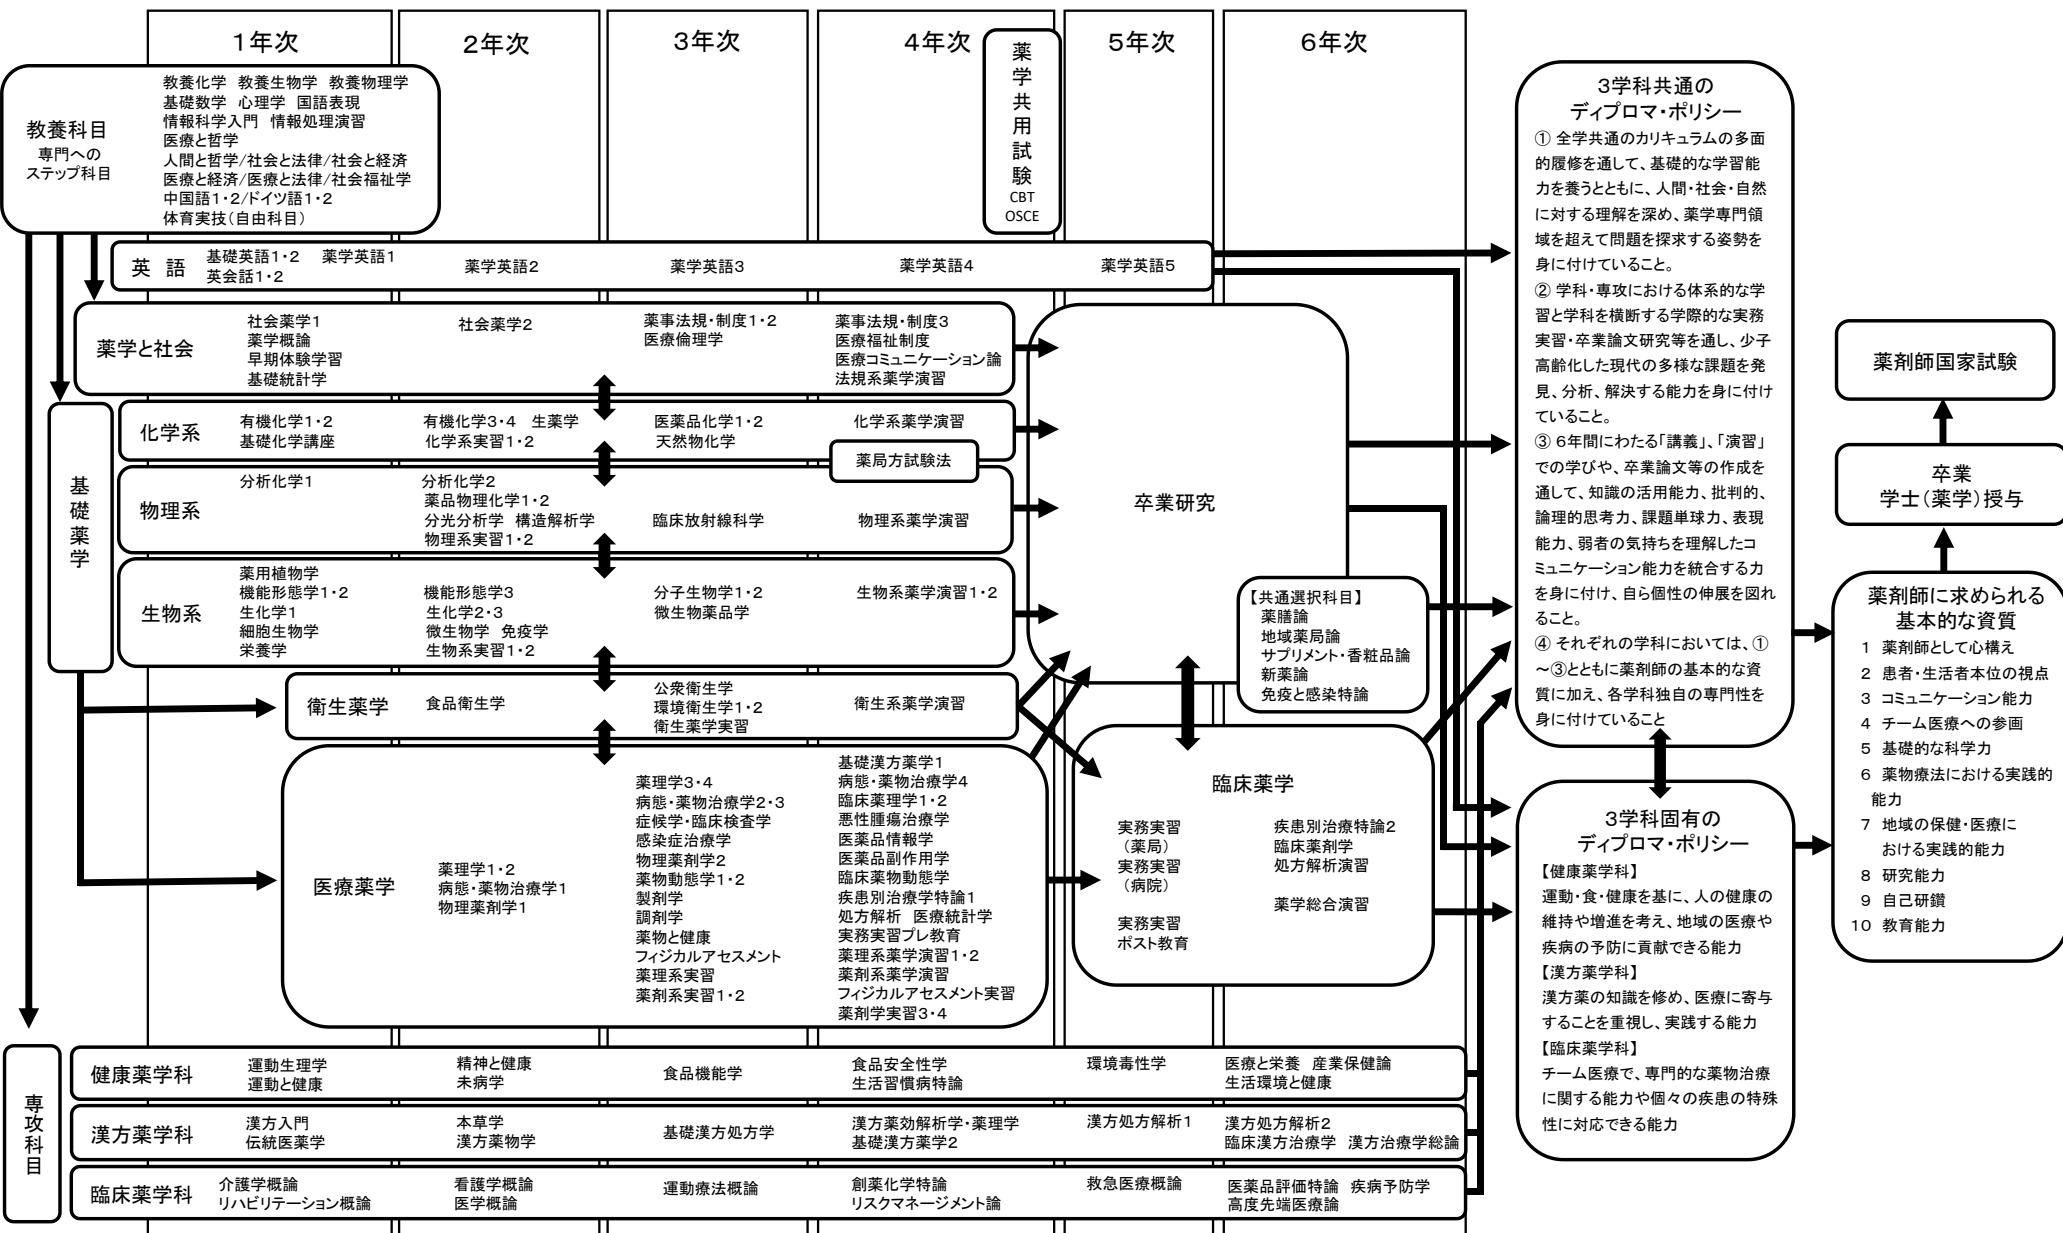 1年次
2年次
3年次
4年次
5年次
6年次
薬学共用試験
CBT
OSCE
教養科目
専門への
ステップ科目
教養化学 教養生物学 教養物理学
基礎数学 心理学 国語表現
情報科学入門 情報処理演習
医療と哲学
人間と哲学/社会と法律/社会と経済
医療と経済/医療と法律/社会福祉学
中国語1・2/ドイツ語1・2
体育実技(自由科目)
英 語
基礎英語1・2 薬学英語1
英会話1・2
薬学英語2
薬学英語3
薬学英語4
薬学英語5
薬学と社会
社会薬学1
薬学概論
早期体験学習
基礎統計学
社会薬学2
薬事法規・制度1・2
医療倫理学
薬事法規・制度3
医療福祉制度
医療コミュニケーション論
法規系薬学演習
基礎薬学
化学系
有機化学1・2
基礎化学講座
有機化学3・4 生薬学
化学系実習1・2
医薬品化学1・2
天然物化学
化学系薬学演習
薬局方試験法
物理系
分析化学1
分析化学2
薬品物理化学1・2
分光分析学 構造解析学
物理系実習1・2
臨床放射線科学
物理系薬学演習
生物系
薬用植物学
機能形態学1・2
生化学1
細胞生物学
栄養学
機能形態学3
生化学2・3
微生物学 免疫学
生物系実習1・2
分子生物学1・2
微生物薬品学
生物系薬学演習1・2
衛生薬学
食品衛生学
公衆衛生学
環境衛生学1・2
衛生薬学実習
衛生系薬学演習
医療薬学
薬理学1・2
病態・薬物治療学1
物理薬剤学1
薬理学3・4
病態・薬物治療学2・3
症候学・臨床検査学
感染症治療学
物理薬剤学2
薬物動態学1・2
製剤学
調剤学
薬物と健康
フィジカルアセスメント
薬理系実習
薬剤系実習1・2
基礎漢方薬学1
病態・薬物治療学4
臨床薬理学1・2
悪性腫瘍治療学
医薬品情報学
医薬品副作用学
臨床薬物動態学
疾患別治療学特論1
処方解析 医療統計学
実務実習プレ教育
薬理系薬学演習1・2
薬剤系薬学演習
フィジカルアセスメント実習
薬剤学実習3・4
卒業研究
【共通選択科目】
薬膳論
地域薬局論
サプリメント・香粧品論
新薬論
免疫と感染特論
臨床薬学
実務実習
(薬局)
実務実習
(病院)
実務実習
ポスト教育
疾患別治療特論2
臨床薬剤学
処方解析演習
薬学総合演習
専攻科目
健康薬学科
運動生理学
運動と健康
精神と健康
未病学
食品機能学
食品安全性学
生活習慣病特論
環境毒性学
医療と栄養 産業保健論
生活環境と健康
漢方薬学科
漢方入門
伝統医薬学
本草学
漢方薬物学
基礎漢方処方学
漢方薬効解析学・薬理学
基礎漢方薬学2
漢方処方解析1
漢方処方解析2
臨床漢方治療学 漢方治療学総論
臨床薬学科
介護学概論
リハビリテーション概論
看護学概論
医学概論
運動療法概論
創薬化学特論
リスクマネージメント論
救急医療概論
医薬品評価特論 疾病予防学
高度先端医療論
3学科共通の
ディプロマ・ポリシー
① 全学共通のカリキュラムの多面
的履修を通して、基礎的な学習能
力を養うとともに、人間・社会・自然
に対する理解を深め、薬学専門領
域を超えて問題を探求する姿勢を
身に付けていること。
② 学科・専攻における体系的な学
習と学科を横断する学際的な実務
実習・卒業論文研究等を通し、少子
高齢化した現代の多様な課題を発
見、分析、解決する能力を身に付け
ていること。
③ 6年間にわたる「講義」、「演習」
での学びや、卒業論文等の作成を
通して、知識の活用能力、批判的、
論理的思考力、課題単球力、表現
能力、弱者の気持ちを理解したコ
ミュニケーション能力を統合する力
を身に付け、自ら個性の伸展を図れ
ること。
④ それぞれの学科においては、①
~③とともに薬剤師の基本的な資
質に加え、各学科独自の専門性を
身に付けていること
3学科固有の
ディプロマ・ポリシー
【健康薬学科】
運動・食・健康を基に、人の健康の
維持や増進を考え、地域の医療や
疾病の予防に貢献できる能力
【漢方薬学科】
漢方薬の知識を修め、医療に寄与
することを重視し、実践する能力
【臨床薬学科】
チーム医療で、専門的な薬物治療
に関する能力や個々の疾患の特殊
性に対応できる能力
薬剤師国家試験
卒業
学士(薬学)授与
薬剤師に求められる
基本的な資質
1 薬剤師として心構え
2 患者・生活者本位の視点
3 コミュニケーション能力
4 チーム医療への参画
5 基礎的な科学力
6 薬物療法における実践的
能力
7 地域の保健・医療に
おける実践的能力
8 研究能力
9 自己研鑽
10 教育能力